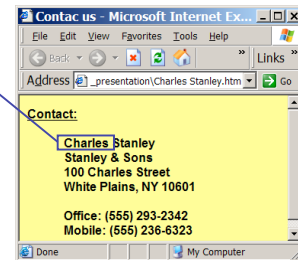 Contac us - Microsoft Internet Ex...
File Edit View Favorites Tools Help
Back » Links »
Address _presentation\Charles Stanley.htm Go
Contact:
Charles Stanley
Stanley & Sons
100 Charles Street
White Plains, NY 10601
Office: (555) 293-2342
Mobile: (555) 236-6323
Done My Computer